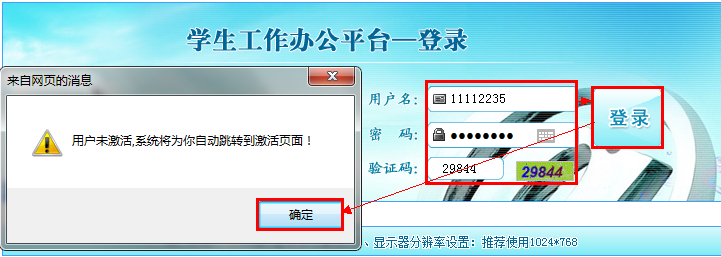 学生工作办公平台—登录
来自网页的消息
用户未激活,系统将为你自动跳转到激活页面！
确定
用户名：
11112235
密 码：
●●●●●●●●
验证码：
29844
29844
登录
、显示器分辨率设置：推荐使用1024*768